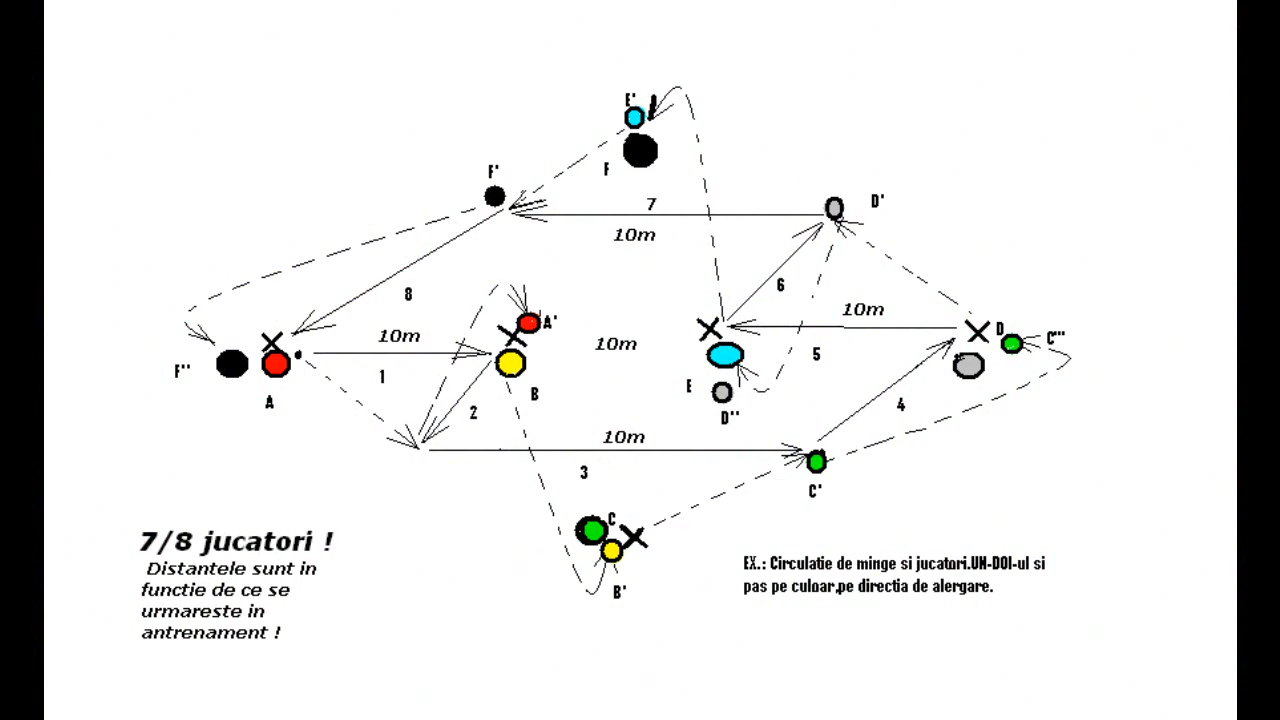 E'
F
F'
7
D'
10m
6
8
10m
10m
D
C'''
10m
A'
5
F''
1
E
B
A
2
D''
4
10m
3
C'
C
7/8 jucatori !
Distantele sunt in
functie de ce se
urmareste in
antrenament !
B'
EX.: Circulatie de minge si jucatori.UN-DOI-ul si
pas pe culoar,pe directia de alergare.